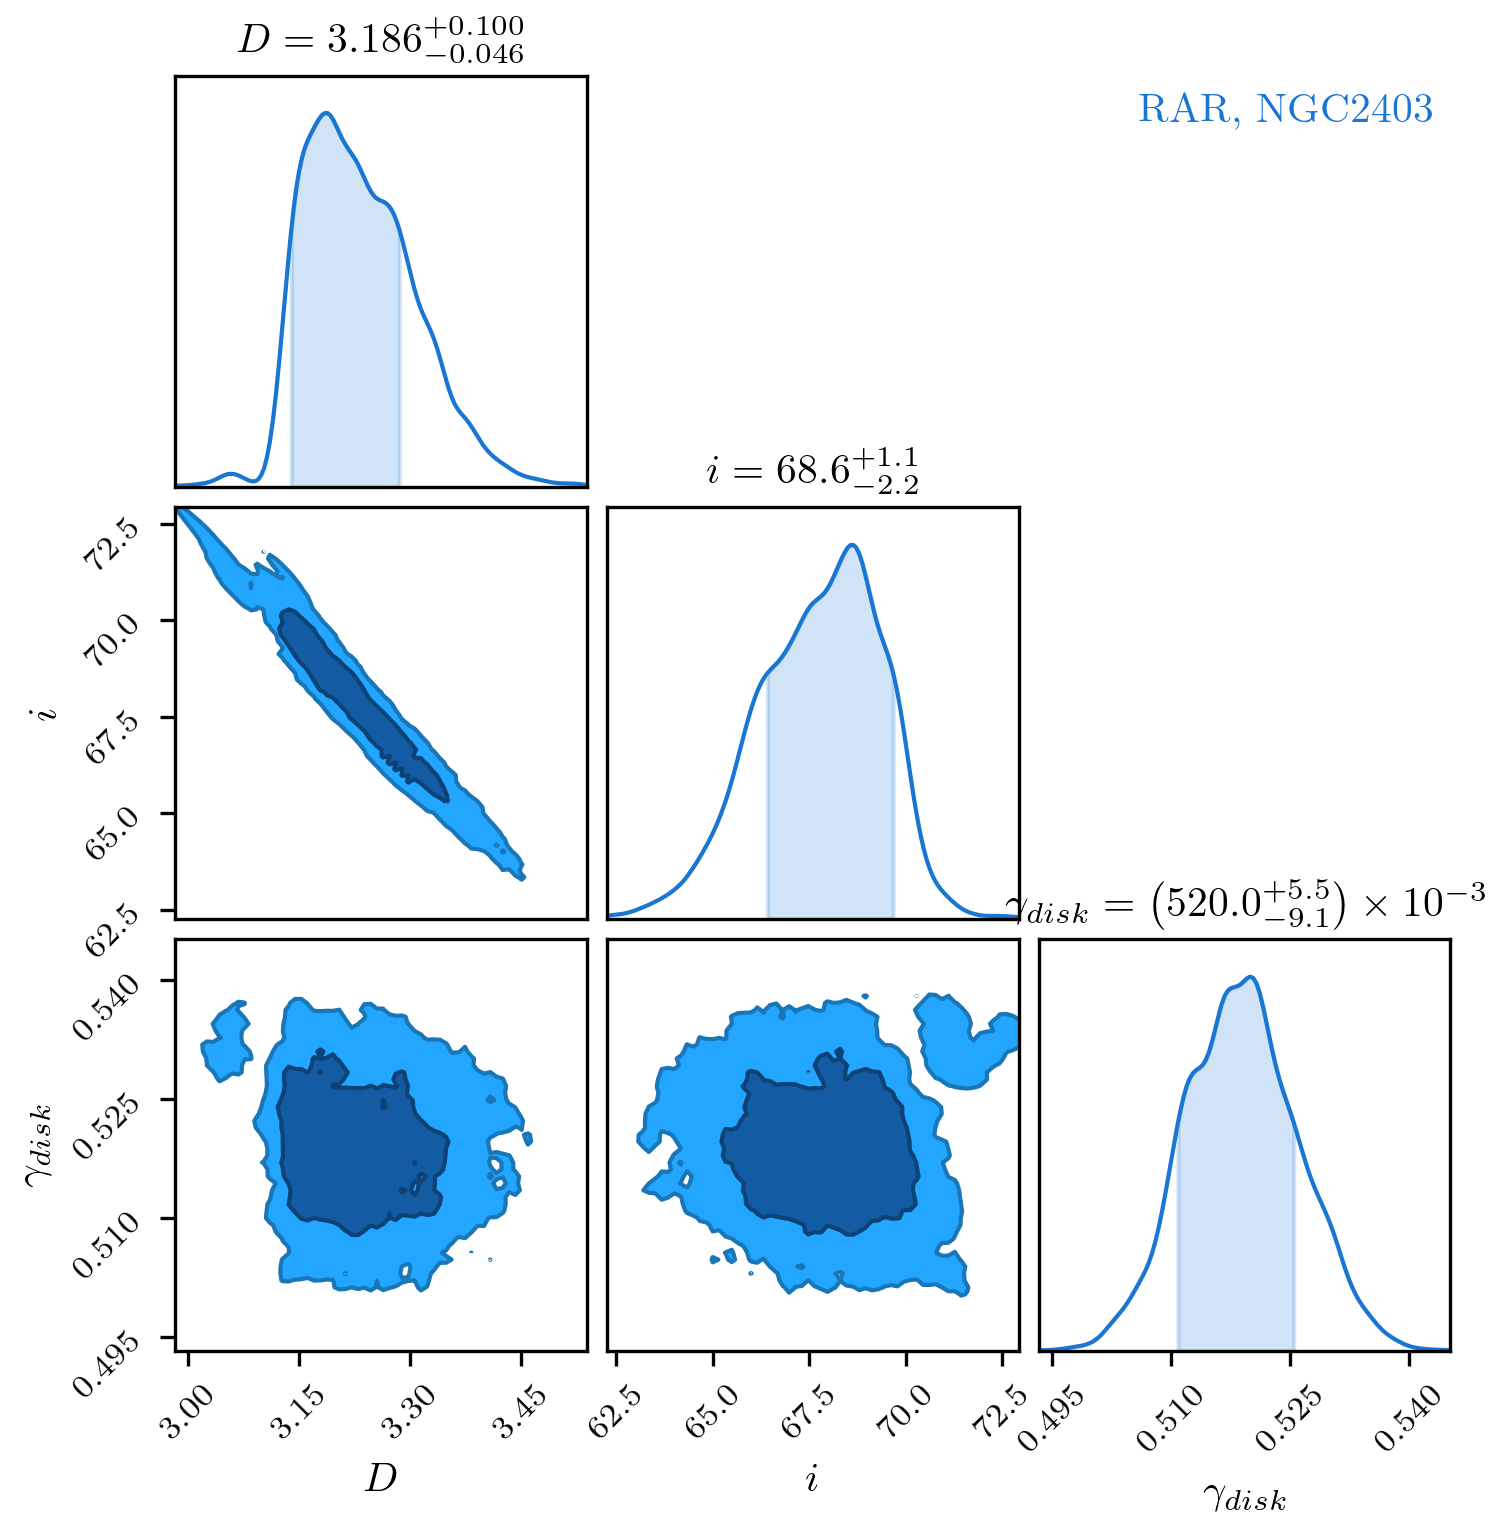 D = 3.186^{+0.100}_{-0.046}
RAR, NGC2403
i = 68.6^{+1.1}_{-2.2}
72.5
70.0
67.5
65.0
62.5
i
γ_{disk} = (520.0^{+5.5}_{-9.1}) × 10^{-3}
0.540
0.525
0.510
0.495
γ_{disk}
3.00 3.15 3.30 3.45
62.5 65.0 67.5 70.0 72.5
0.495 0.510 0.525 0.540
D
i
γ_{disk}